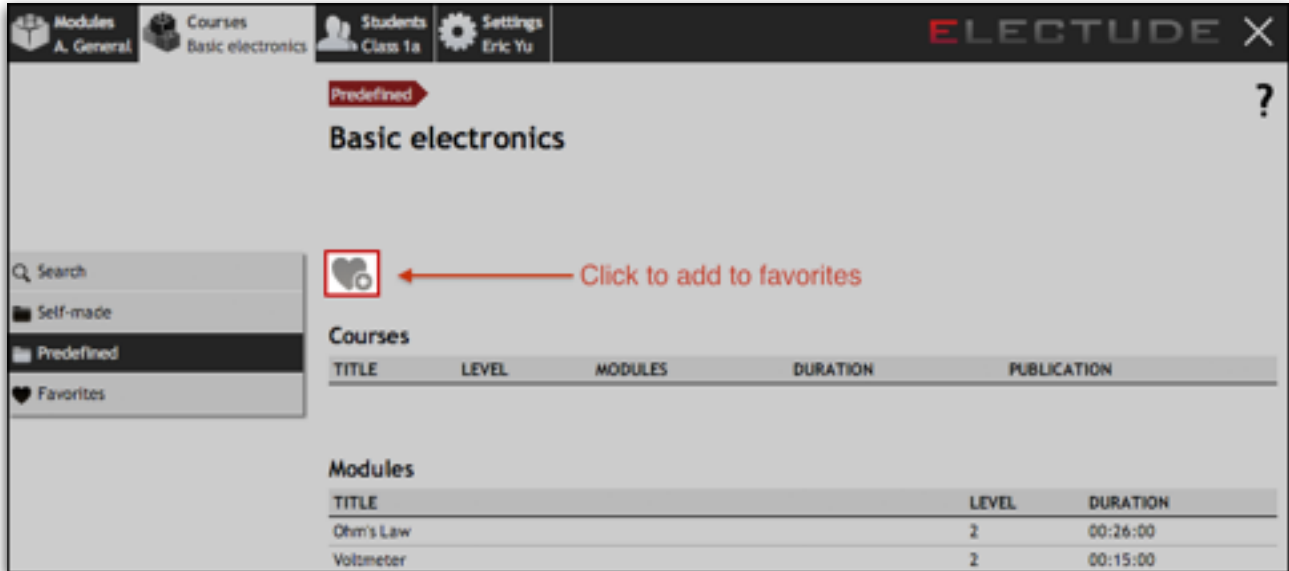 Modules
A. General
Courses
Basic electronics
Students
Class 1a
Settings
Eric Yu
ELECTUDE
Predefined
?
Basic electronics
Search
Self-made
Predefined
Favorites
Click to add to favorites
Courses
TITLE LEVEL MODULES DURATION PUBLICATION
Modules
TITLE LEVEL DURATION
Ohm's Law 2 00:26:00
Voltmeter 2 00:15:00